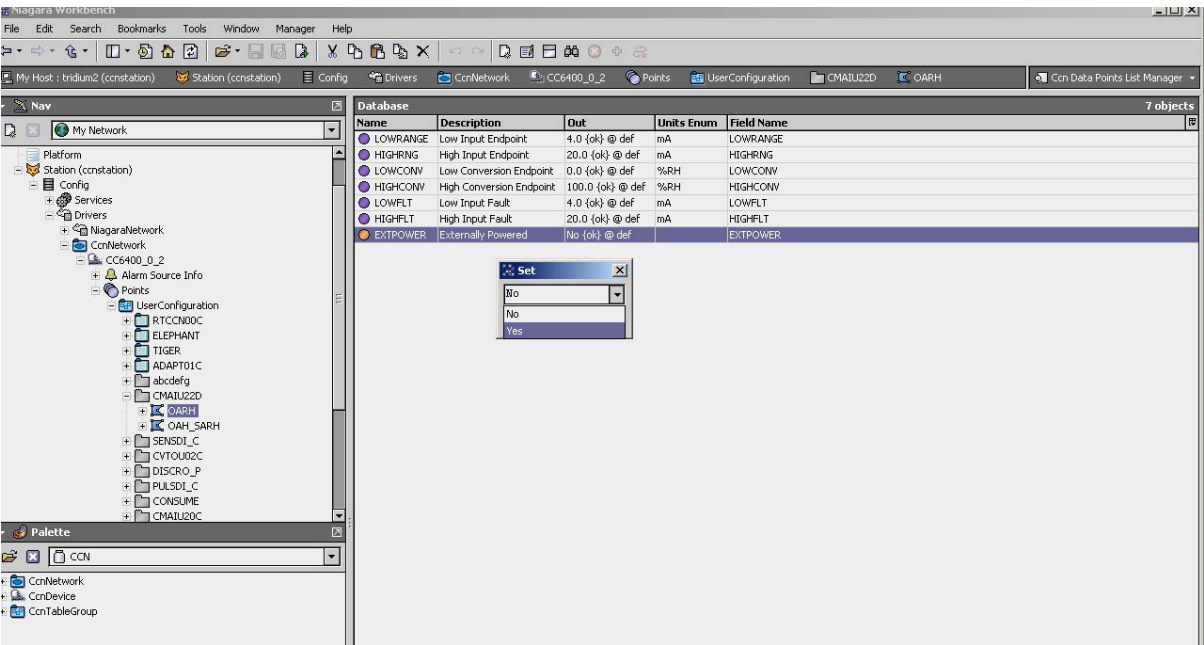 Niagara Workbench
File Edit Search Bookmarks Tools Window Manager Help
My Host : tridium2 (ccnstation) Station (ccnstation) Config Drivers CcnNetwork CC6400_0_2 Points UserConfiguration CMAIU22D OARH Ccn Data Points List Manager
Nav
My Network
Platform
Station (ccnstation)
Config
Services
Drivers
NiagaraNetwork
CcnNetwork
CC6400_0_2
Alarm Source Info
Points
UserConfiguration
RTCCN00C
ELEPHANT
TIGER
ADAPT01C
abcdefg
CMAIU22D
OARH
OAH_SARH
SENSDI_C
CVTOU02C
DISCRO_P
PULSDI_C
CONSUME
CMAIU20C
Palette
CCN
CcnNetwork
CcnDevice
CcnTableGroup
Database 7 objects
Name Description Out Units Enum Field Name
LOWRANGE Low Input Endpoint 4.0 {ok} @ def mA LOWRANGE
HIGHRNG High Input Endpoint 20.0 {ok} @ def mA HIGHRNG
LOWCONV Low Conversion Endpoint 0.0 {ok} @ def %RH LOWCONV
HIGHCONV High Conversion Endpoint 100.0 {ok} @ def %RH HIGHCONV
LOWFLT Low Input Fault 4.0 {ok} @ def mA LOWFLT
HIGHFLT High Input Fault 20.0 {ok} @ def mA HIGHFLT
EXTPOWER Externally Powered No {ok} @ def EXTPOWER
Set
No
No
Yes